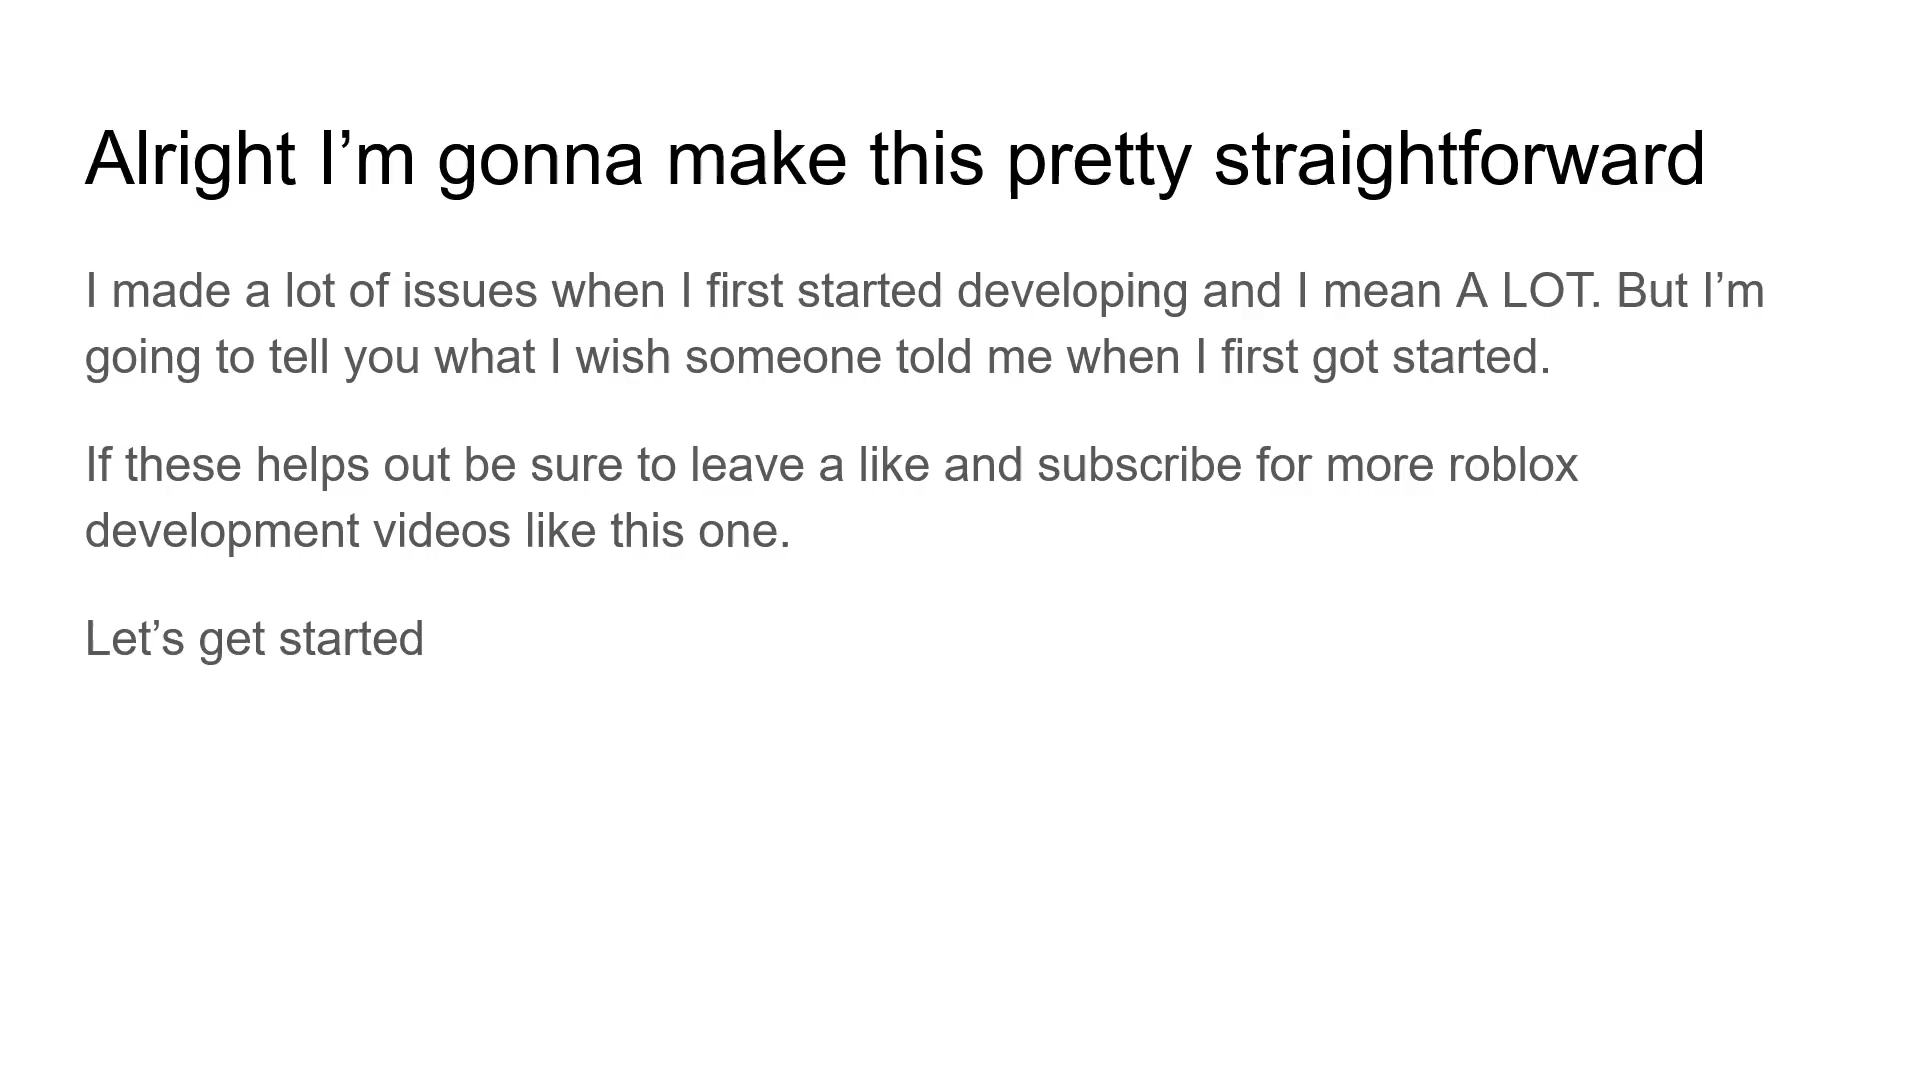 Alright I’m gonna make this pretty straightforward
I made a lot of issues when I first started developing and I mean A LOT. But I’m
going to tell you what I wish someone told me when I first got started.
If these helps out be sure to leave a like and subscribe for more roblox
development videos like this one.
Let’s get started